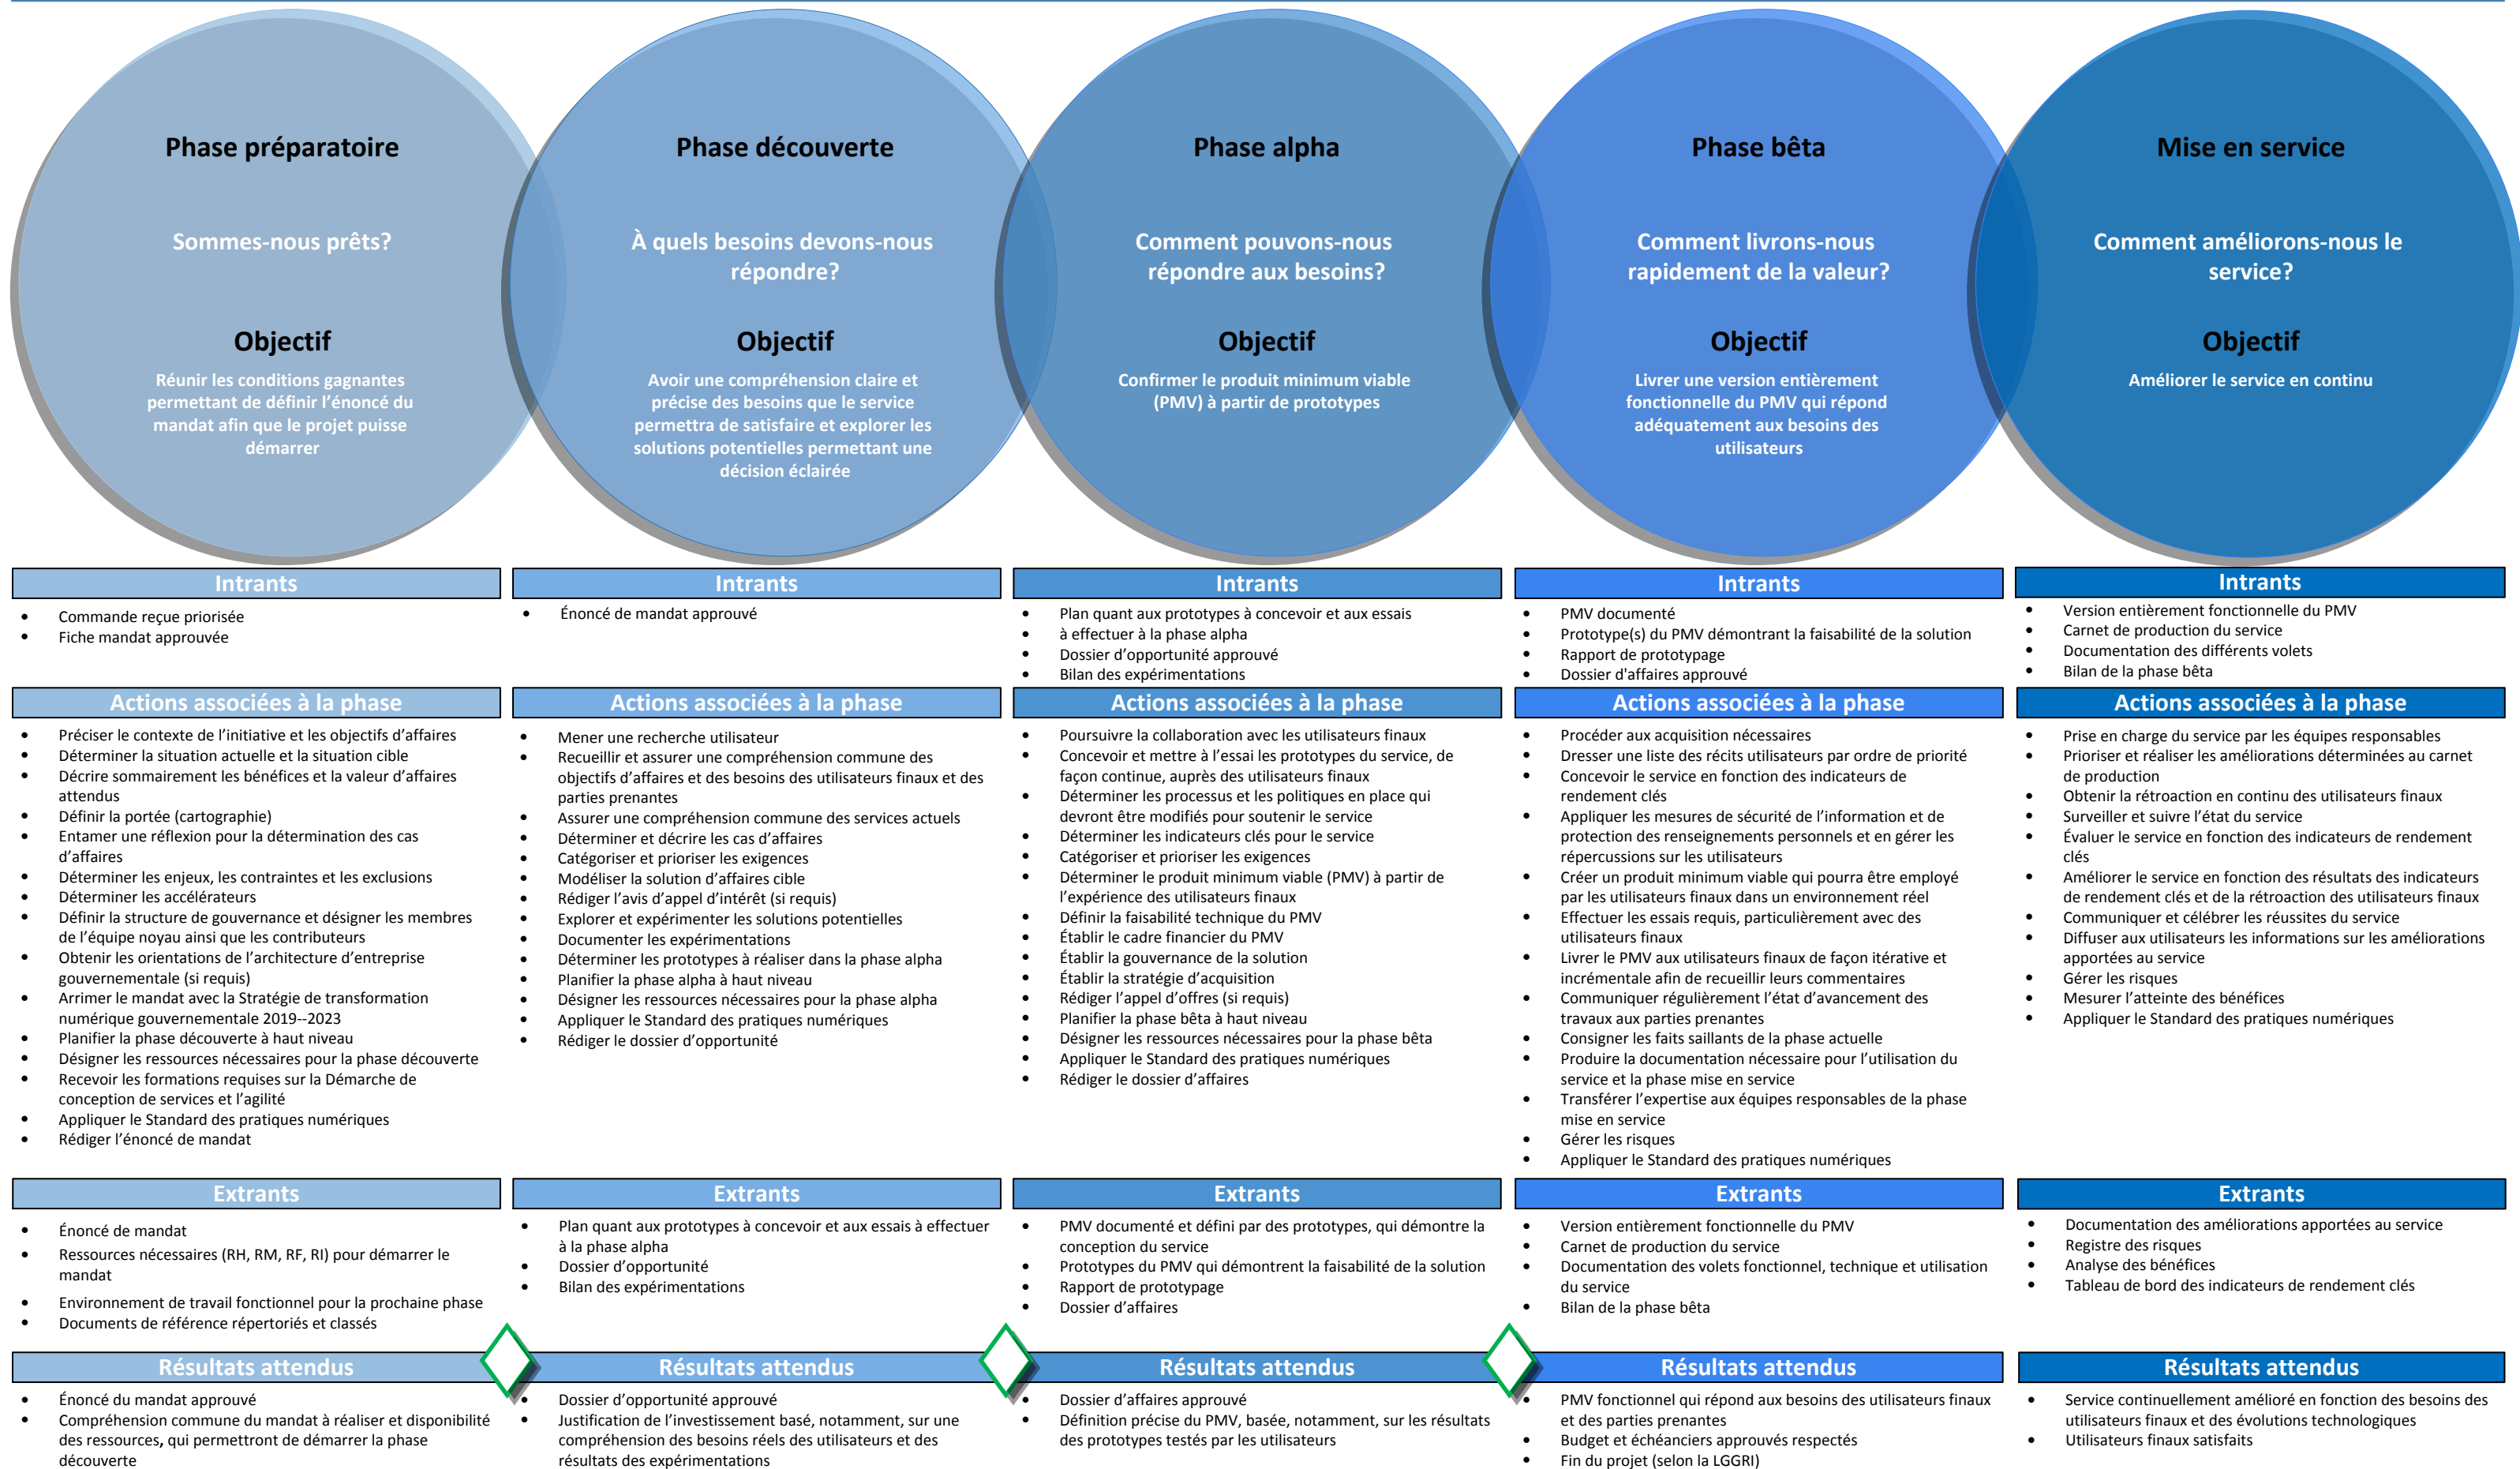 Phase préparatoire
Sommes-nous prêts?
Objectif
Réunir les conditions gagnantes
permettant de définir l’énoncé du
mandat afin que le projet puisse
démarrer
Phase découverte
À quels besoins devons-nous
répondre?
Objectif
Avoir une compréhension claire et
précise des besoins que le service
permettra de satisfaire et explorer les
solutions potentielles permettant une
décision éclairée
Phase alpha
Comment pouvons-nous
répondre aux besoins?
Objectif
Confirmer le produit minimum viable
(PMV) à partir de prototypes
Phase bêta
Comment livrons-nous
rapidement de la valeur?
Objectif
Livrer une version entièrement
fonctionnelle du PMV qui répond
adéquatement aux besoins des
utilisateurs
Mise en service
Comment améliorons-nous le
service?
Objectif
Améliorer le service en continu
Intrants
• Commande reçue priorisée
• Fiche mandat approuvée
Intrants
• Énoncé de mandat approuvé
Intrants
• Plan quant aux prototypes à concevoir et aux essais
• à effectuer à la phase alpha
• Dossier d’opportunité approuvé
• Bilan des expérimentations
Intrants
• PMV documenté
• Prototype(s) du PMV démontrant la faisabilité de la solution
• Rapport de prototypage
• Dossier d'affaires approuvé
Intrants
• Version entièrement fonctionnelle du PMV
• Carnet de production du service
• Documentation des différents volets
• Bilan de la phase bêta
Actions associées à la phase
• Préciser le contexte de l’initiative et les objectifs d’affaires
• Déterminer la situation actuelle et la situation cible
• Décrire sommairement les bénéfices et la valeur d’affaires
attendus
• Définir la portée (cartographie)
• Entamer une réflexion pour la détermination des cas
d’affaires
• Déterminer les enjeux, les contraintes et les exclusions
• Déterminer les accélérateurs
• Définir la structure de gouvernance et désigner les membres
de l’équipe noyau ainsi que les contributeurs
• Obtenir les orientations de l’architecture d’entreprise
gouvernementale (si requis)
• Arrimer le mandat avec la Stratégie de transformation
numérique gouvernementale 2019--2023
• Planifier la phase découverte à haut niveau
• Désigner les ressources nécessaires pour la phase découverte
• Recevoir les formations requises sur la Démarche de
conception de services et l’agilité
• Appliquer le Standard des pratiques numériques
• Rédiger l’énoncé de mandat
Actions associées à la phase
• Mener une recherche utilisateur
• Recueillir et assurer une compréhension commune des
objectifs d’affaires et des besoins des utilisateurs finaux et des
parties prenantes
• Assurer une compréhension commune des services actuels
• Déterminer et décrire les cas d’affaires
• Catégoriser et prioriser les exigences
• Modéliser la solution d’affaires cible
• Rédiger l’avis d’appel d’intérêt (si requis)
• Explorer et expérimenter les solutions potentielles
• Documenter les expérimentations
• Déterminer les prototypes à réaliser dans la phase alpha
• Planifier la phase alpha à haut niveau
• Désigner les ressources nécessaires pour la phase alpha
• Appliquer le Standard des pratiques numériques
• Rédiger le dossier d’opportunité
Actions associées à la phase
• Poursuivre la collaboration avec les utilisateurs finaux
• Concevoir et mettre à l’essai les prototypes du service, de
façon continue, auprès des utilisateurs finaux
• Déterminer les processus et les politiques en place qui
devront être modifiés pour soutenir le service
• Déterminer les indicateurs clés pour le service
• Catégoriser et prioriser les exigences
• Déterminer le produit minimum viable (PMV) à partir de
l’expérience des utilisateurs finaux
• Définir la faisabilité technique du PMV
• Établir le cadre financier du PMV
• Établir la gouvernance de la solution
• Établir la stratégie d’acquisition
• Rédiger l’appel d’offres (si requis)
• Planifier la phase bêta à haut niveau
• Désigner les ressources nécessaires pour la phase bêta
• Appliquer le Standard des pratiques numériques
• Rédiger le dossier d’affaires
Actions associées à la phase
• Procéder aux acquisition nécessaires
• Dresser une liste des récits utilisateurs par ordre de priorité
• Concevoir le service en fonction des indicateurs de
rendement clés
• Appliquer les mesures de sécurité de l’information et de
protection des renseignements personnels et en gérer les
répercussions sur les utilisateurs
• Créer un produit minimum viable qui pourra être employé
par les utilisateurs finaux dans un environnement réel
• Effectuer les essais requis, particulièrement avec des
utilisateurs finaux
• Livrer le PMV aux utilisateurs finaux de façon itérative et
incrémentale afin de recueillir leurs commentaires
• Communiquer régulièrement l’état d’avancement des
travaux aux parties prenantes
• Consigner les faits saillants de la phase actuelle
• Produire la documentation nécessaire pour l’utilisation du
service et la phase mise en service
• Transférer l’expertise aux équipes responsables de la phase
mise en service
• Gérer les risques
• Appliquer le Standard des pratiques numériques
Actions associées à la phase
• Prise en charge du service par les équipes responsables
• Prioriser et réaliser les améliorations déterminées au carnet
de production
• Obtenir la rétroaction en continu des utilisateurs finaux
• Surveiller et suivre l’état du service
• Évaluer le service en fonction des indicateurs de rendement
clés
• Améliorer le service en fonction des résultats des indicateurs
de rendement clés et de la rétroaction des utilisateurs finaux
• Communiquer et célébrer les réussites du service
• Diffuser aux utilisateurs les informations sur les améliorations
apportées au service
• Gérer les risques
• Mesurer l’atteinte des bénéfices
• Appliquer le Standard des pratiques numériques
Extrants
• Énoncé de mandat
• Ressources nécessaires (RH, RM, RF, RI) pour démarrer le
mandat
• Environnement de travail fonctionnel pour la prochaine phase
• Documents de référence répertoriés et classés
Extrants
• Plan quant aux prototypes à concevoir et aux essais à effectuer
à la phase alpha
• Dossier d’opportunité
• Bilan des expérimentations
Extrants
• PMV documenté et défini par des prototypes, qui démontre la
conception du service
• Prototypes du PMV qui démontrent la faisabilité de la solution
• Rapport de prototypage
• Dossier d’affaires
Extrants
• Version entièrement fonctionnelle du PMV
• Carnet de production du service
• Documentation des volets fonctionnel, technique et utilisation
du service
• Bilan de la phase bêta
Extrants
• Documentation des améliorations apportées au service
• Registre des risques
• Analyse des bénéfices
• Tableau de bord des indicateurs de rendement clés
Résultats attendus
• Énoncé du mandat approuvé
• Compréhension commune du mandat à réaliser et disponibilité
des ressources, qui permettront de démarrer la phase
découverte
Résultats attendus
• Dossier d’opportunité approuvé
• Justification de l’investissement basé, notamment, sur une
compréhension des besoins réels des utilisateurs et des
résultats des expérimentations
Résultats attendus
• Dossier d’affaires approuvé
• Définition précise du PMV, basée, notamment, sur les résultats
des prototypes testés par les utilisateurs
Résultats attendus
• PMV fonctionnel qui répond aux besoins des utilisateurs finaux
et des parties prenantes
• Budget et échéanciers approuvés respectés
• Fin du projet (selon la LGGRI)
Résultats attendus
• Service continuellement amélioré en fonction des besoins des
utilisateurs finaux et des évolutions technologiques
• Utilisateurs finaux satisfaits